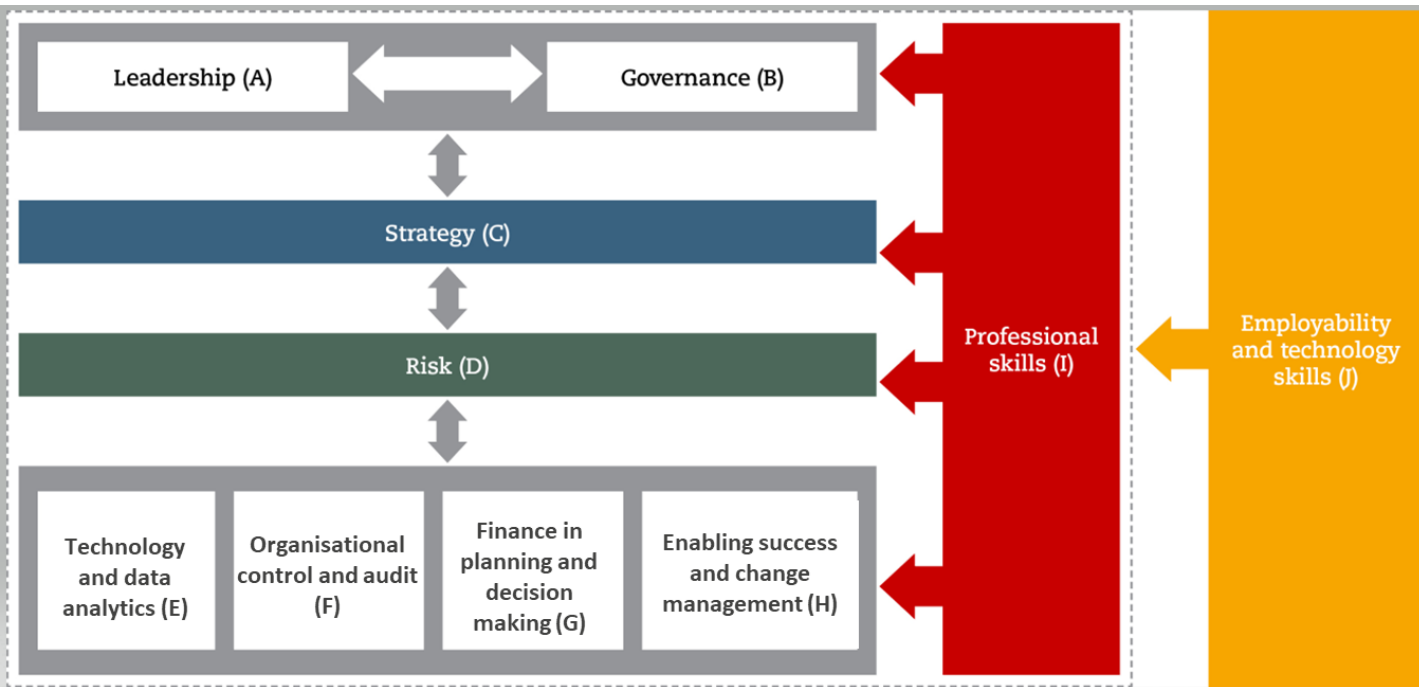 Leadership (A)
Governance (B)
Strategy (C)
Risk (D)
Professional
skills (I)
Employability
and technology
skills (J)
Technology
and data
analytics (E)
Organisational
control and audit
(F)
Finance in
planning and
decision
making (G)
Enabling success
and change
management (H)